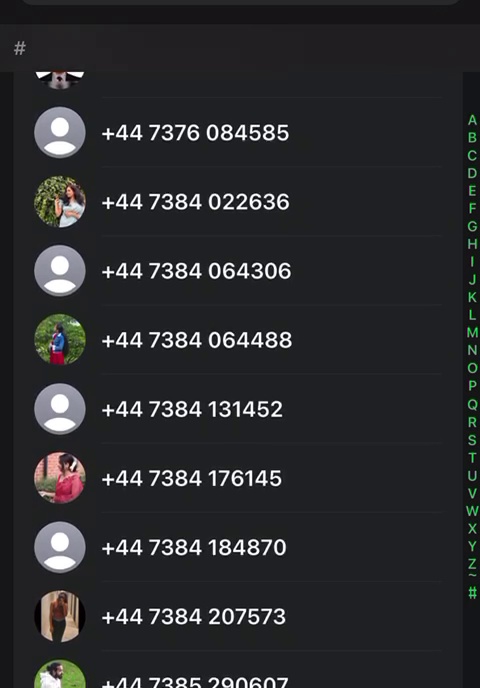 #
+44 7376 084585
+44 7384 022636
+44 7384 064306
+44 7384 064488
+44 7384 131452
+44 7384 176145
+44 7384 184870
+44 7384 207573
+44 7385 290607
A
B
C
D
E
F
G
H
I
J
K
L
M
N
O
P
Q
R
S
T
U
V
W
X
Y
Z
~
#